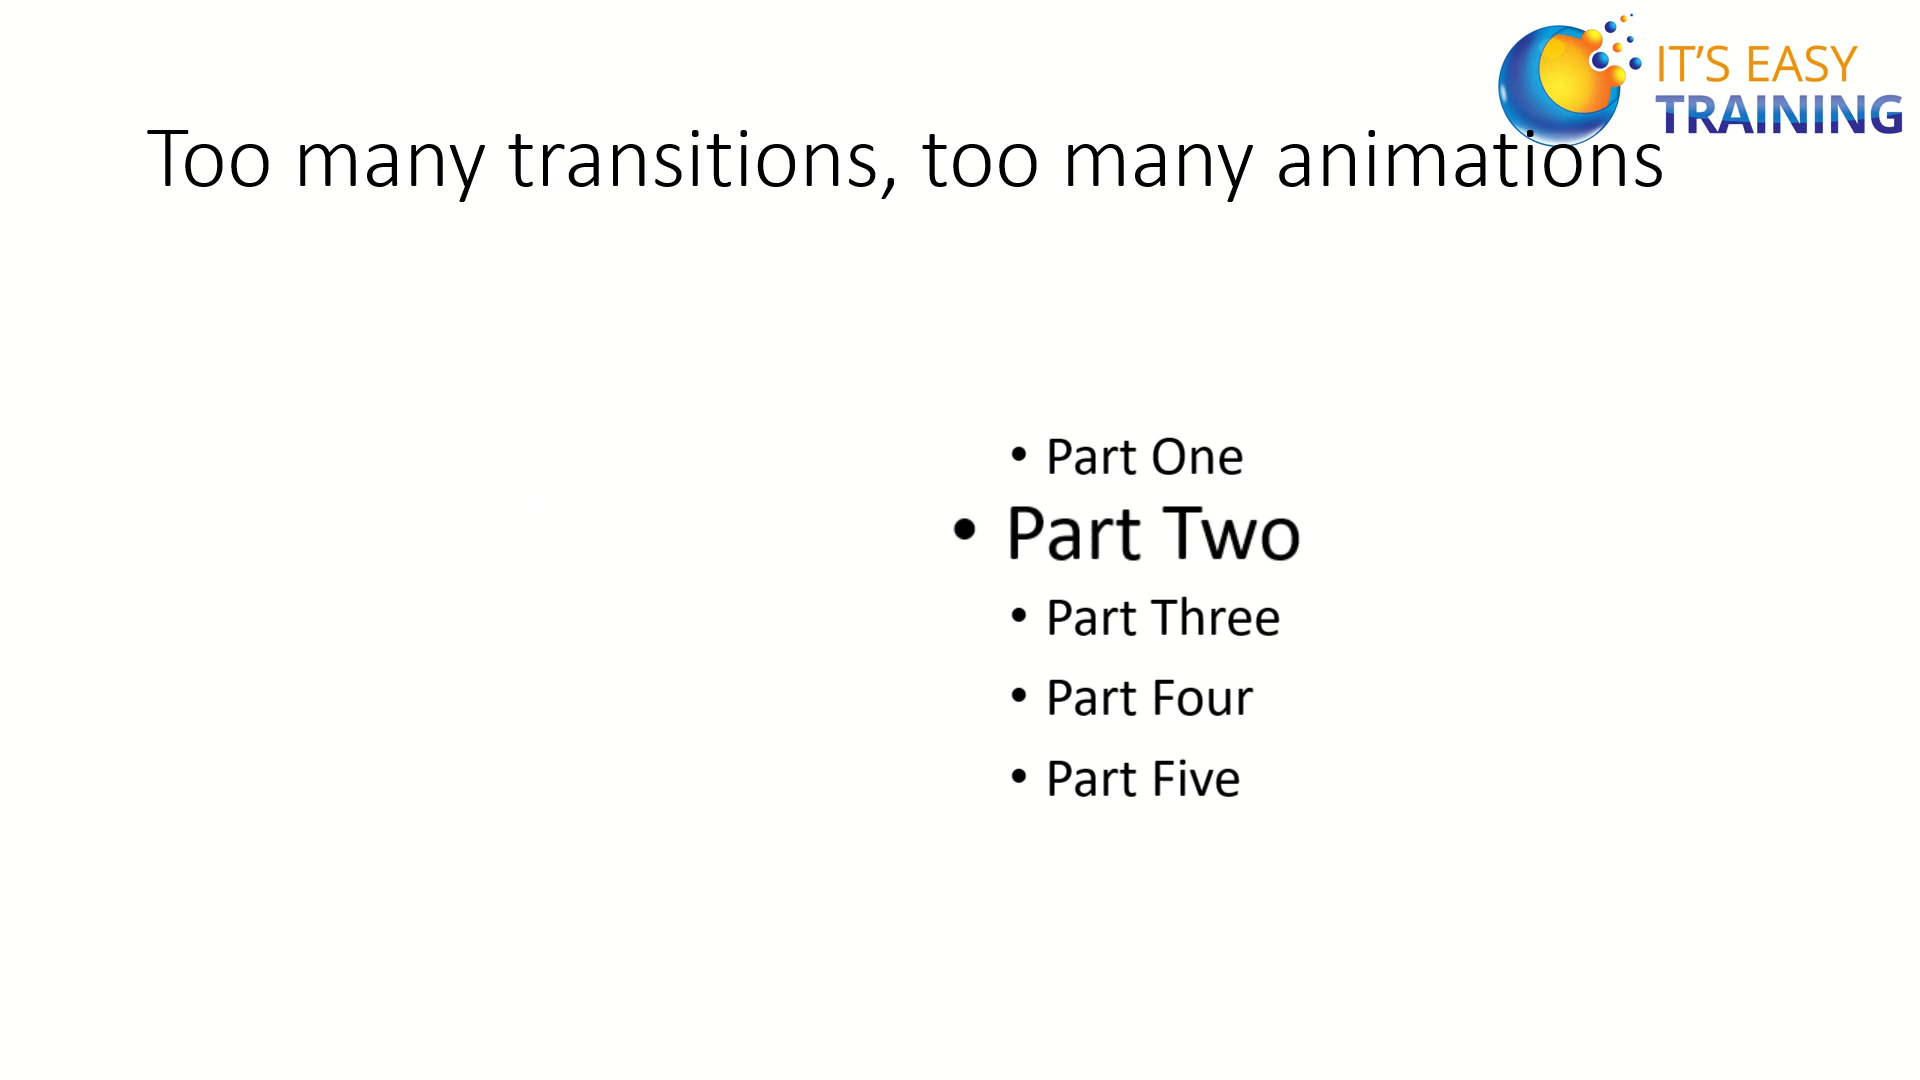 IT'S EASY
TRAINING
Too many transitions, too many animations
• Part One
• Part Two
• Part Three
• Part Four
• Part Five